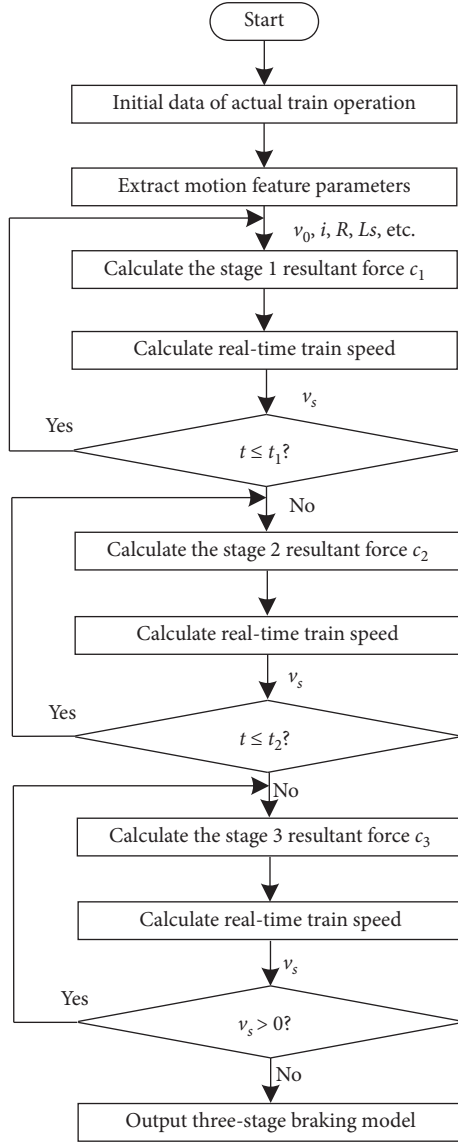 Start
Initial data of actual train operation
Extract motion feature parameters
v₀, i, R, Ls, etc.
Calculate the stage 1 resultant force c₁
Calculate real-time train speed
vₛ
Yes
t ≤ t₁?
No
Calculate the stage 2 resultant force c₂
Calculate real-time train speed
vₛ
Yes
t ≤ t₂?
No
Calculate the stage 3 resultant force c₃
Calculate real-time train speed
vₛ
Yes
vₛ > 0?
No
Output three-stage braking model